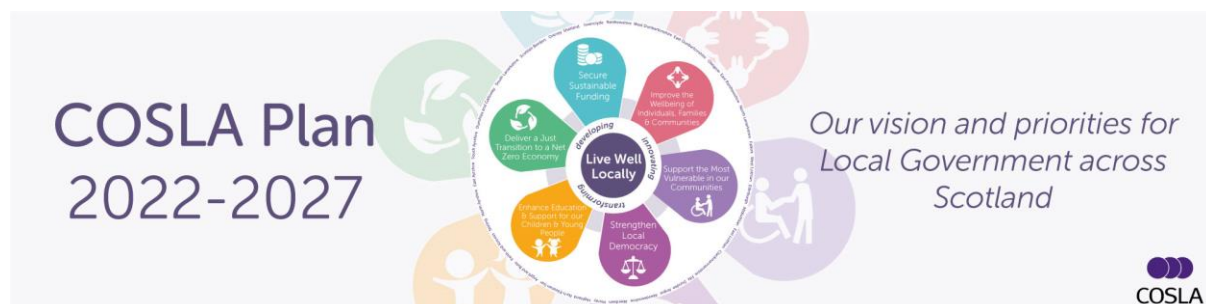 COSLA Plan
2022-2027
Secure
Sustainable
Funding
Improve the
Wellbeing of
Individuals, Families
& Communities
Support the Most
Vulnerable in our
Communities
Strengthen
Local
Democracy
Enhance Education
& Support for our
Children & Young
People
Deliver a Just
Transition to a Net
Zero Economy
developing
innovating
transforming
Live Well
Locally
Our vision and priorities for
Local Government across
Scotland
COSLA